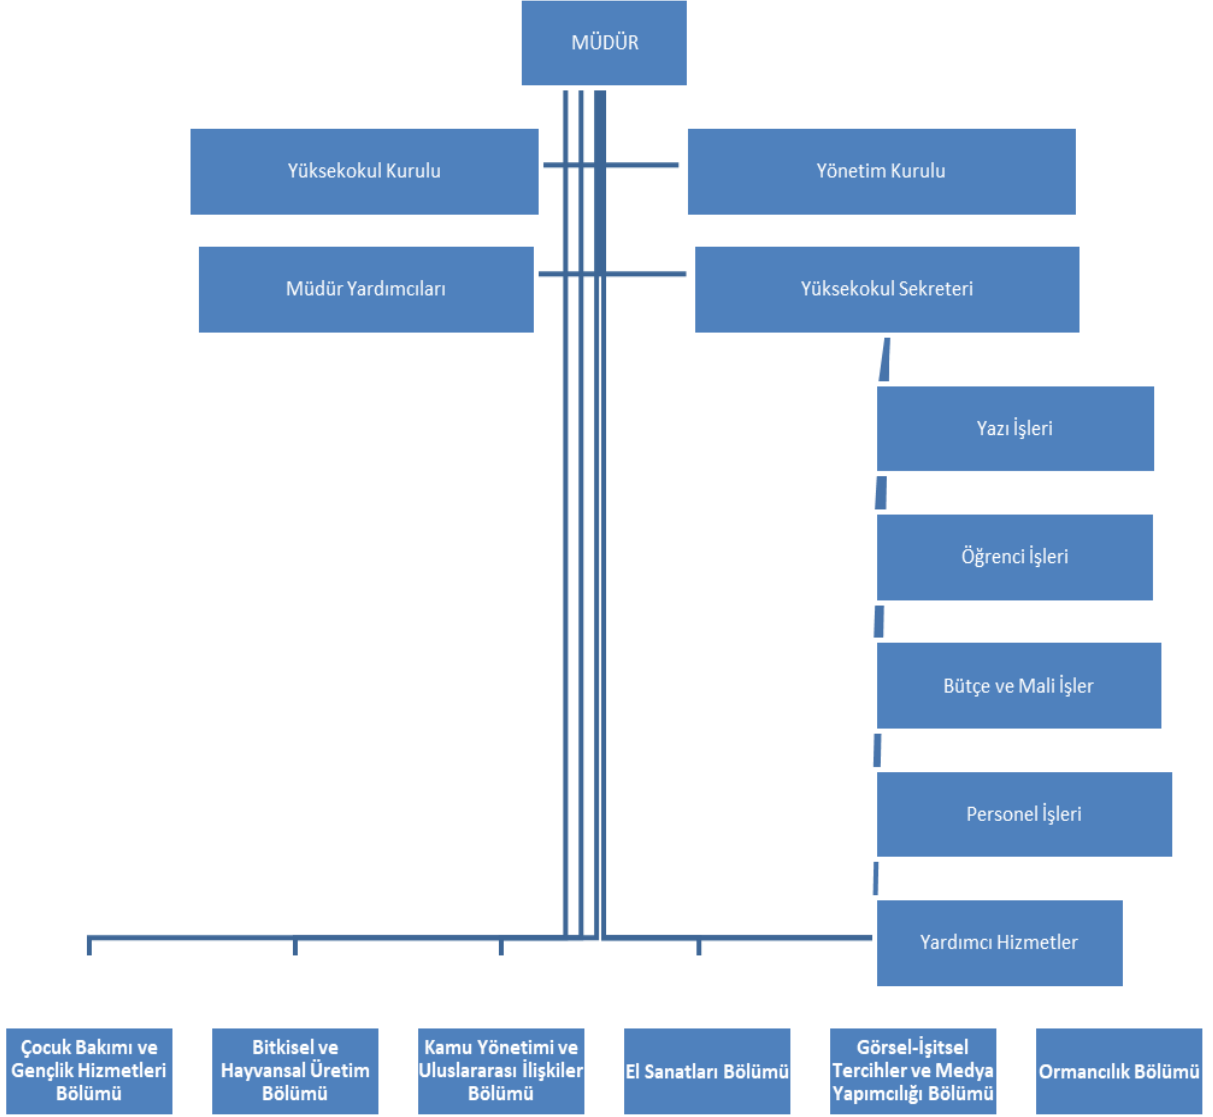 MÜDÜR
Yüksekokul Kurulu
Yönetim Kurulu
Müdür Yardımcıları
Yüksekokul Sekreteri
Yazı İşleri
Öğrenci İşleri
Bütçe ve Mali İşler
Personel İşleri
Yardımcı Hizmetler
Çocuk Bakımı ve
Gençlik Hizmetleri
Bölümü
Bitkisel ve
Hayvansal Üretim
Bölümü
Kamu Yönetimi ve
Uluslararası İlişkiler
Bölümü
El Sanatları Bölümü
Görsel-İşitsel
Tercihler ve Medya
Yapımcılığı Bölümü
Ormancılık Bölümü